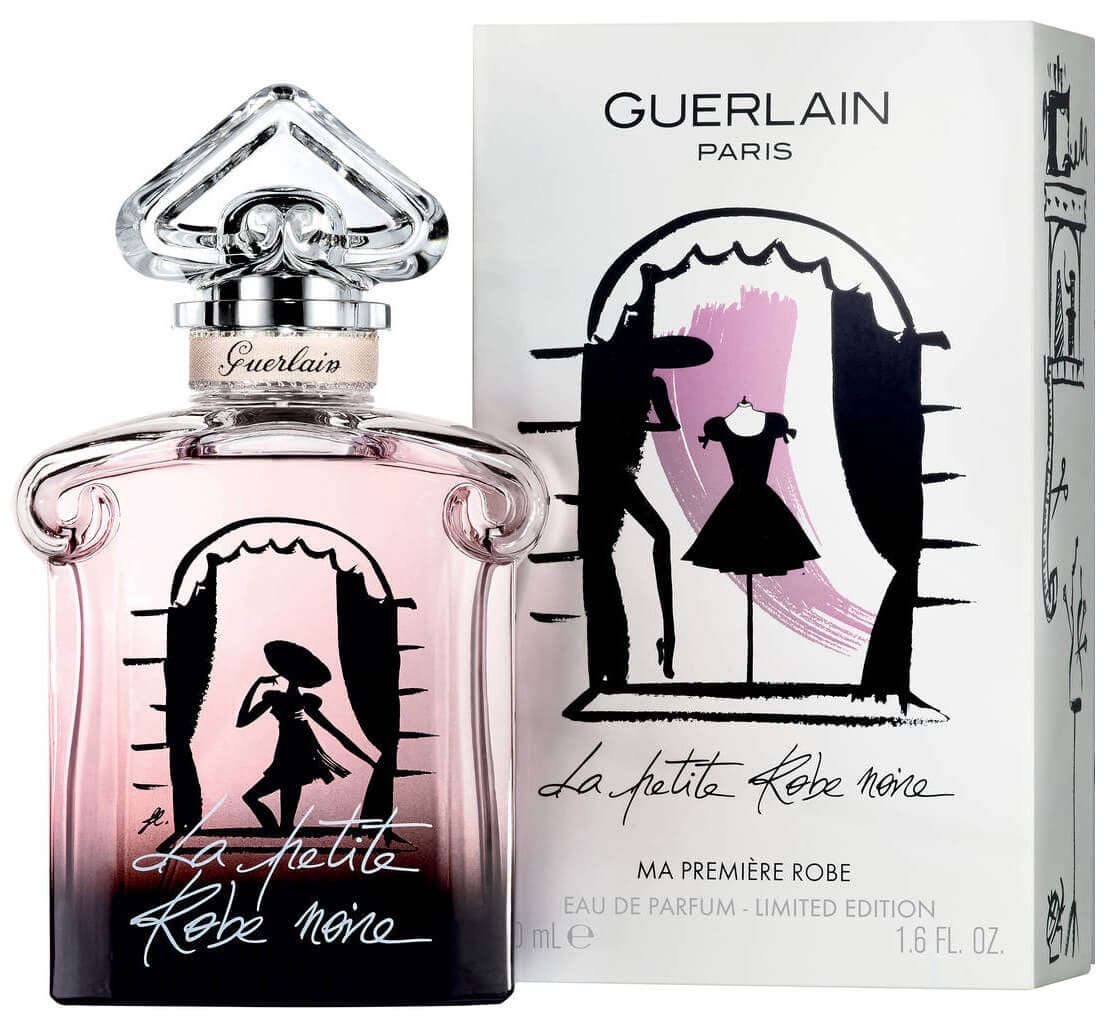 Guerlain
La petite
Robe noire
GUERLAIN
PARIS
La petite Robe noire
MA PREMIÈRE ROBE
EAU DE PARFUM - LIMITED EDITION
0 mL ℮ 1.6 FL. OZ.